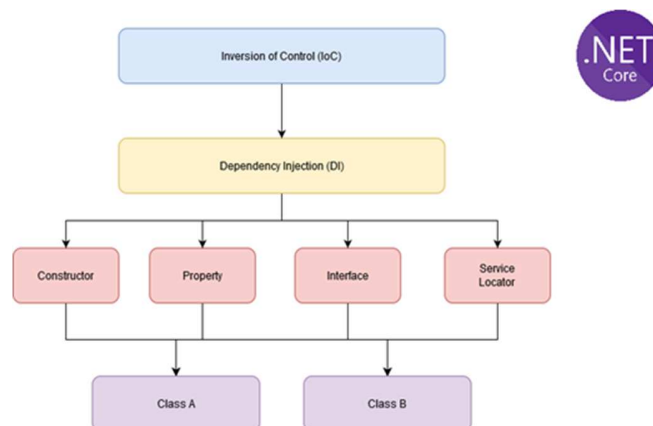 Inversion of Control (IoC)
.NET
Core
Dependency Injection (DI)
Constructor
Property
Interface
Service
Locator
Class A
Class B